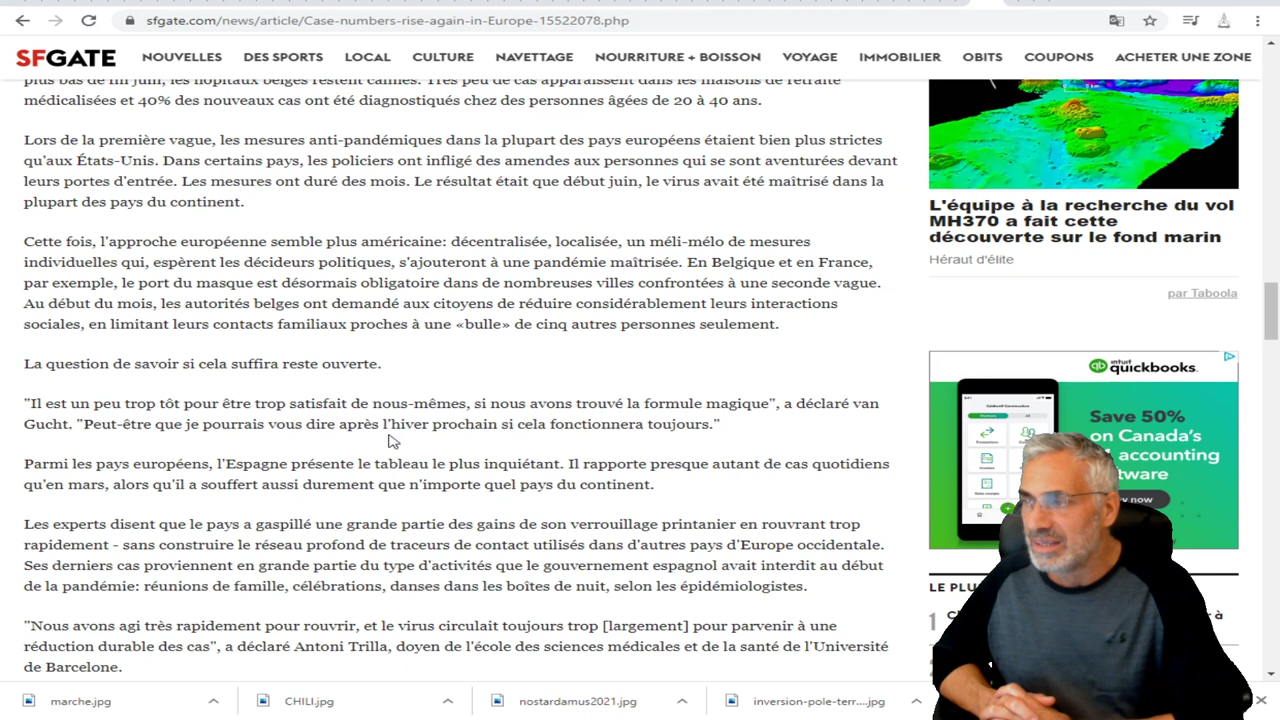 sfgate.com/news/article/Case-numbers-rise-again-in-Europe-15522078.php
SFGATE NOUVELLES DES SPORTS LOCAL CULTURE NAVETTAGE NOURRITURE + BOISSON VOYAGE IMMOBILIER OBITS COUPONS ACHETER UNE ZONE
plus bas de fin juin, les hôpitaux belges restent calmes. Très peu de cas apparaissent dans les maisons de retraite
médicalisées et 40% des nouveaux cas ont été diagnostiqués chez des personnes âgées de 20 à 40 ans.
Lors de la première vague, les mesures anti-pandémiques dans la plupart des pays européens étaient bien plus strictes
qu'aux États-Unis. Dans certains pays, les policiers ont infligé des amendes aux personnes qui se sont aventurées devant
leurs portes d'entrée. Les mesures ont duré des mois. Le résultat était que début juin, le virus avait été maîtrisé dans la
plupart des pays du continent.
Cette fois, l'approche européenne semble plus américaine: décentralisée, localisée, un méli-mélo de mesures
individuelles qui, espèrent les décideurs politiques, s'ajouteront à une pandémie maîtrisée. En Belgique et en France,
par exemple, le port du masque est désormais obligatoire dans de nombreuses villes confrontées à une seconde vague.
Au début du mois, les autorités belges ont demandé aux citoyens de réduire considérablement leurs interactions
sociales, en limitant leurs contacts familiaux proches à une «bulle» de cinq autres personnes seulement.
La question de savoir si cela suffira reste ouverte.
"Il est un peu trop tôt pour être trop satisfait de nous-mêmes, si nous avons trouvé la formule magique", a déclaré van
Gucht. "Peut-être que je pourrais vous dire après l'hiver prochain si cela fonctionnera toujours."
Parmi les pays européens, l'Espagne présente le tableau le plus inquiétant. Il rapporte presque autant de cas quotidiens
qu'en mars, alors qu'il a souffert aussi durement que n'importe quel pays du continent.
Les experts disent que le pays a gaspillé une grande partie des gains de son verrouillage printanier en rouvrant trop
rapidement - sans construire le réseau profond de traceurs de contact utilisés dans d'autres pays d'Europe occidentale.
Ses derniers cas proviennent en grande partie du type d'activités que le gouvernement espagnol avait interdit au début
de la pandémie: réunions de famille, célébrations, danses dans les boîtes de nuit, selon les épidémiologistes.
"Nous avons agi très rapidement pour rouvrir, et le virus circulait toujours trop [largement] pour parvenir à une
réduction durable des cas", a déclaré Antoni Trilla, doyen de l'école des sciences médicales et de la santé de l'Université
de Barcelone.
L'équipe à la recherche du vol
MH370 a fait cette
découverte sur le fond marin
Héraut d'élite
par Taboola
intuit
quickbooks.
Save 50%
on Canada's
accounting
now
LE
1
à
marche.jpg CHILI.jpg nostardamus2021.jpg inversion-pole-terr....jpg